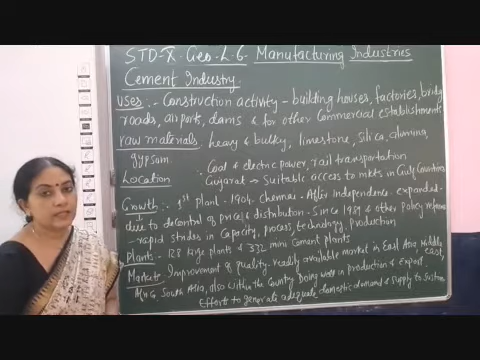 STD-X. Geo. L-6- Manufacturing Industries
Cement Industry.
uses :- Construction activity - building houses, factories, bridg
roads, airports, dams & for other Commercial establishments
raw materials. heavy & bulky, limestone, silica, alumina,
gypsum . Coal & electric power, rail transportation
Location . Gujarat → Suitable access to mkts in Gulf Countries
Growth :- 1st plant - 1904. Chennai - After independence expanded -
due to decontrol of prices & distribution - Since 1989 & other Policy reforms
- rapid strides in Capacity, process, technology, Production
Plants - 128 large plants & 332 mini Cement plants
Markets - Improvement of quality - readily available market in East Asia, Middle East,
South Asia, also within the Country. Doing well in production & export
Efforts to generate adequate domestic demand & supply to Sustain